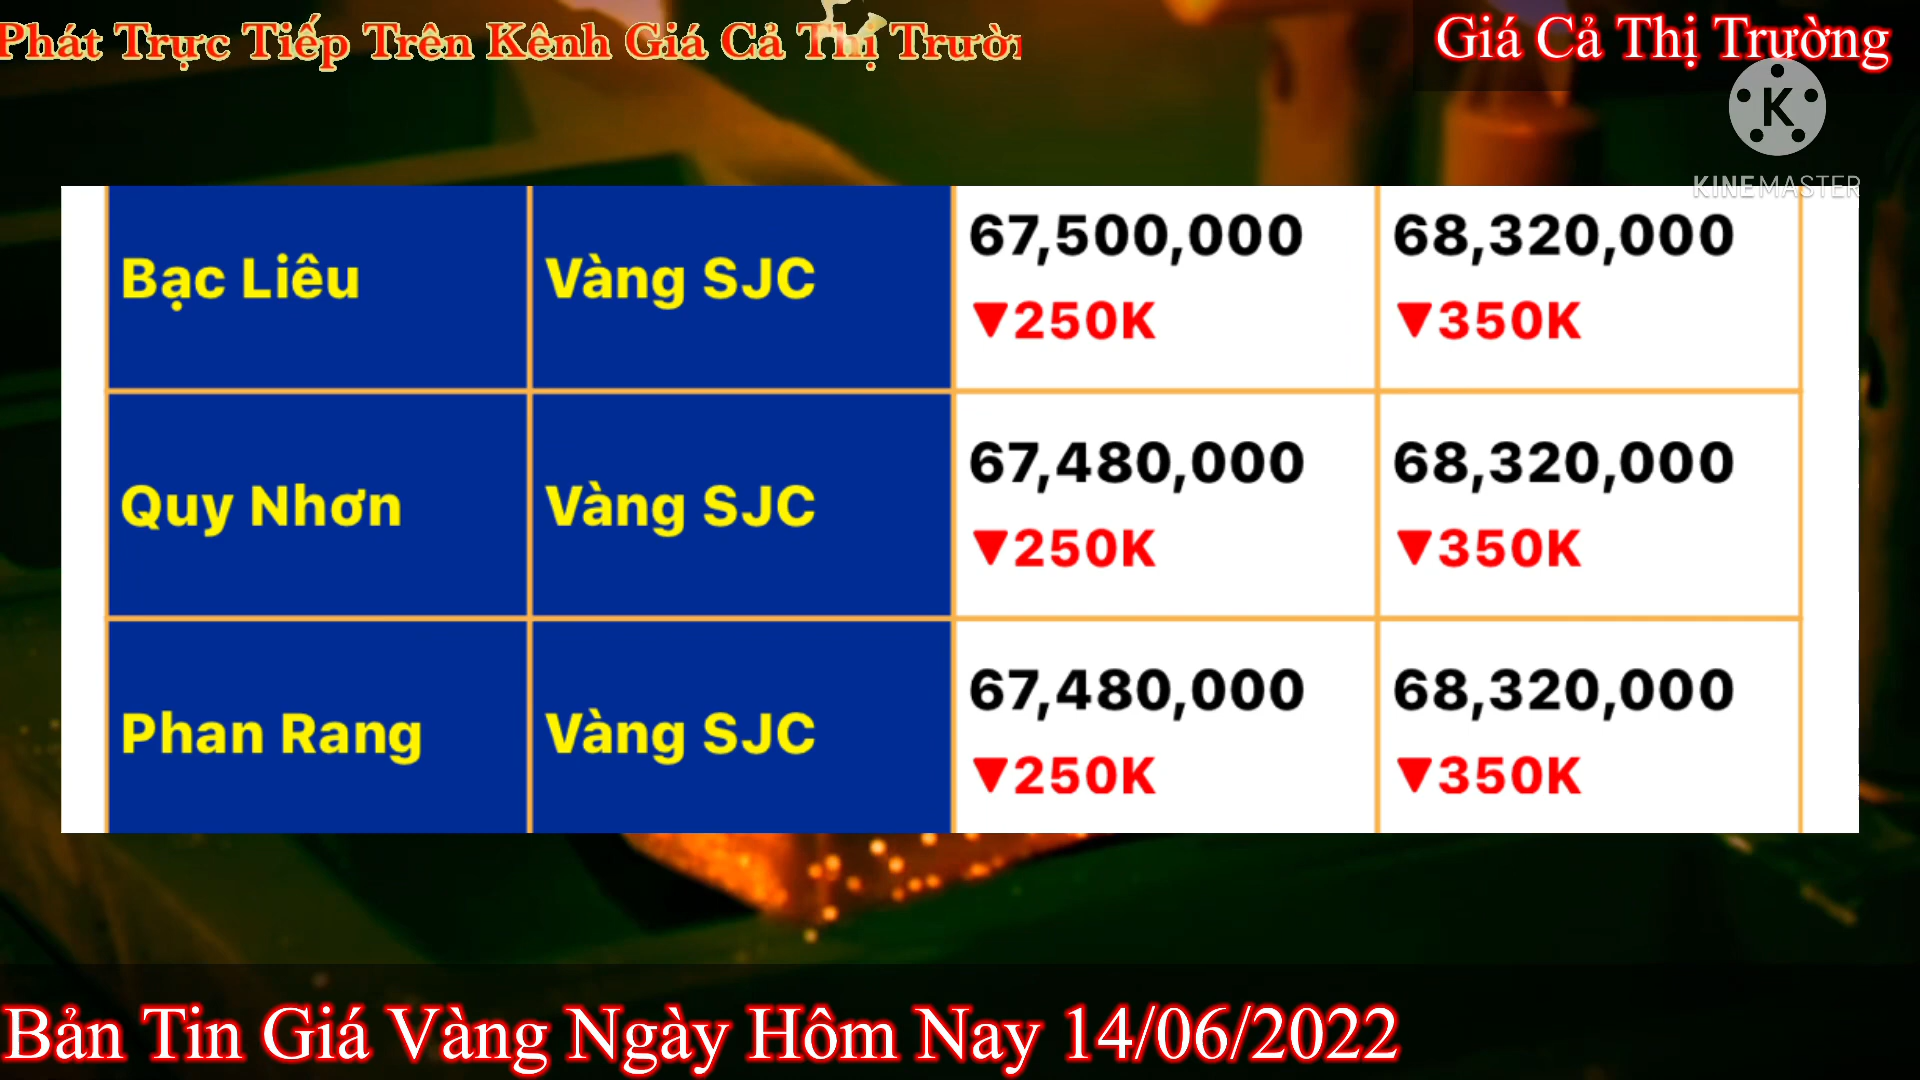 Phát Trực Tiếp Trên Kênh Giá Cả Thị Trườn
Giá Cả Thị Trường
K
KINEMASTER
67,500,000 68,320,000
Bạc Liêu Vàng SJC
▼250K ▼350K
67,480,000 68,320,000
Quy Nhơn Vàng SJC
▼250K ▼350K
67,480,000 68,320,000
Phan Rang Vàng SJC
▼250K ▼350K
Bản Tin Giá Vàng Ngày Hôm Nay 14/06/2022